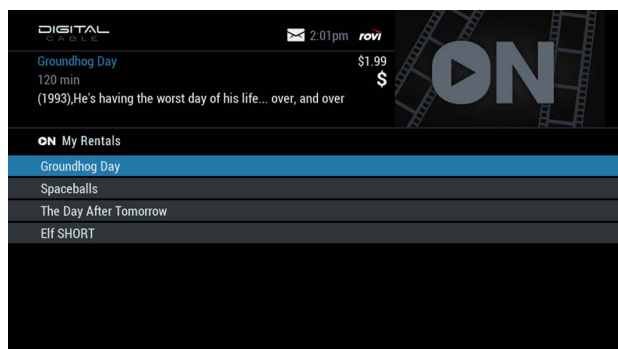 DIGITAL
CABLE
2:01pm rovi
Groundhog Day $1.99
120 min $
(1993),He's having the worst day of his life... over, and over
ON
ON My Rentals
Groundhog Day
Spaceballs
The Day After Tomorrow
Elf SHORT